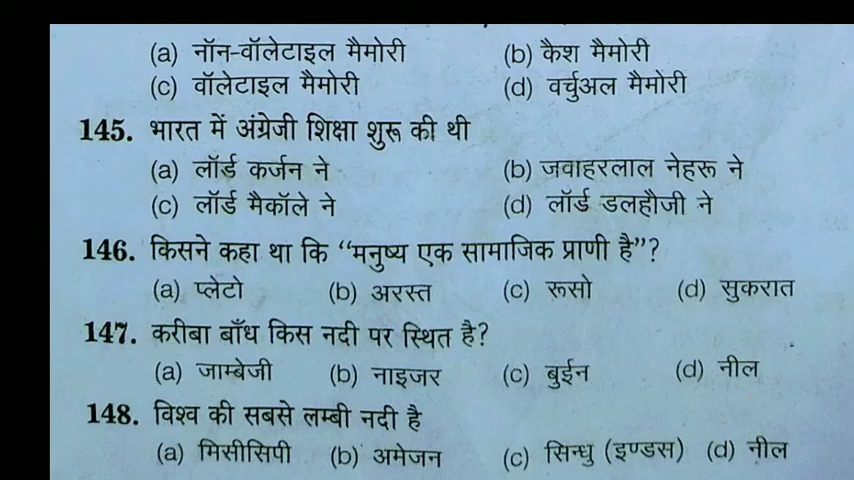 (a) नॉन-वॉलेटाइल मैमोरी (b) कैश मैमोरी
(c) वॉलेटाइल मैमोरी (d) वर्चुअल मैमोरी
145. भारत में अंग्रेजी शिक्षा शुरू की थी
(a) लॉर्ड कर्जन ने (b) जवाहरलाल नेहरू ने
(c) लॉर्ड मैकॉले ने (d) लॉर्ड डलहौजी ने
146. किसने कहा था कि “मनुष्य एक सामाजिक प्राणी है”?
(a) प्लेटो (b) अरस्त (c) रूसो (d) सुकरात
147. करीबा बाँध किस नदी पर स्थित है?
(a) जाम्बेजी (b) नाइजर (c) बुईन (d) नील
148. विश्व की सबसे लम्बी नदी है
(a) मिसीसिपी (b) अमेजन (c) सिन्धु (इण्डस) (d) नील